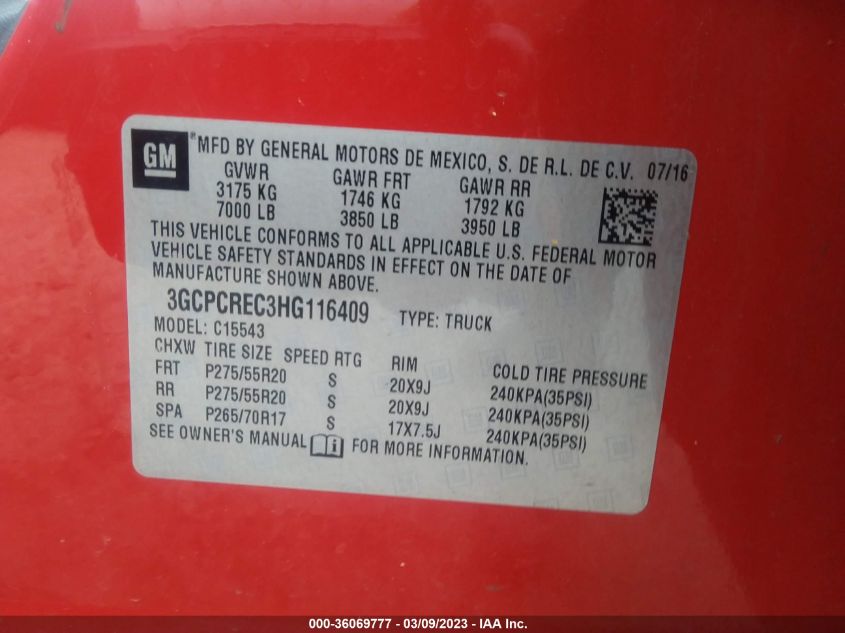 GM ® MFD BY GENERAL MOTORS DE MEXICO, S. DE R.L. DE C.V. 07/16
GVWR GAWR FRT GAWR RR
3175 KG 1746 KG 1792 KG
7000 LB 3850 LB 3950 LB
THIS VEHICLE CONFORMS TO ALL APPLICABLE U.S. FEDERAL MOTOR
VEHICLE SAFETY STANDARDS IN EFFECT ON THE DATE OF
MANUFACTURE SHOWN ABOVE.
3GCPCREC3HG116409 TYPE: TRUCK
MODEL: C15543
CHXW TIRE SIZE SPEED RTG RIM COLD TIRE PRESSURE
FRT P275/55R20 S 20X9J 240KPA(35PSI)
RR P275/55R20 S 20X9J 240KPA(35PSI)
SPA P265/70R17 S 17X7.5J 240KPA(35PSI)
SEE OWNER'S MANUAL FOR MORE INFORMATION.
000-36069777 — 03/09/2023 - IAA Inc.